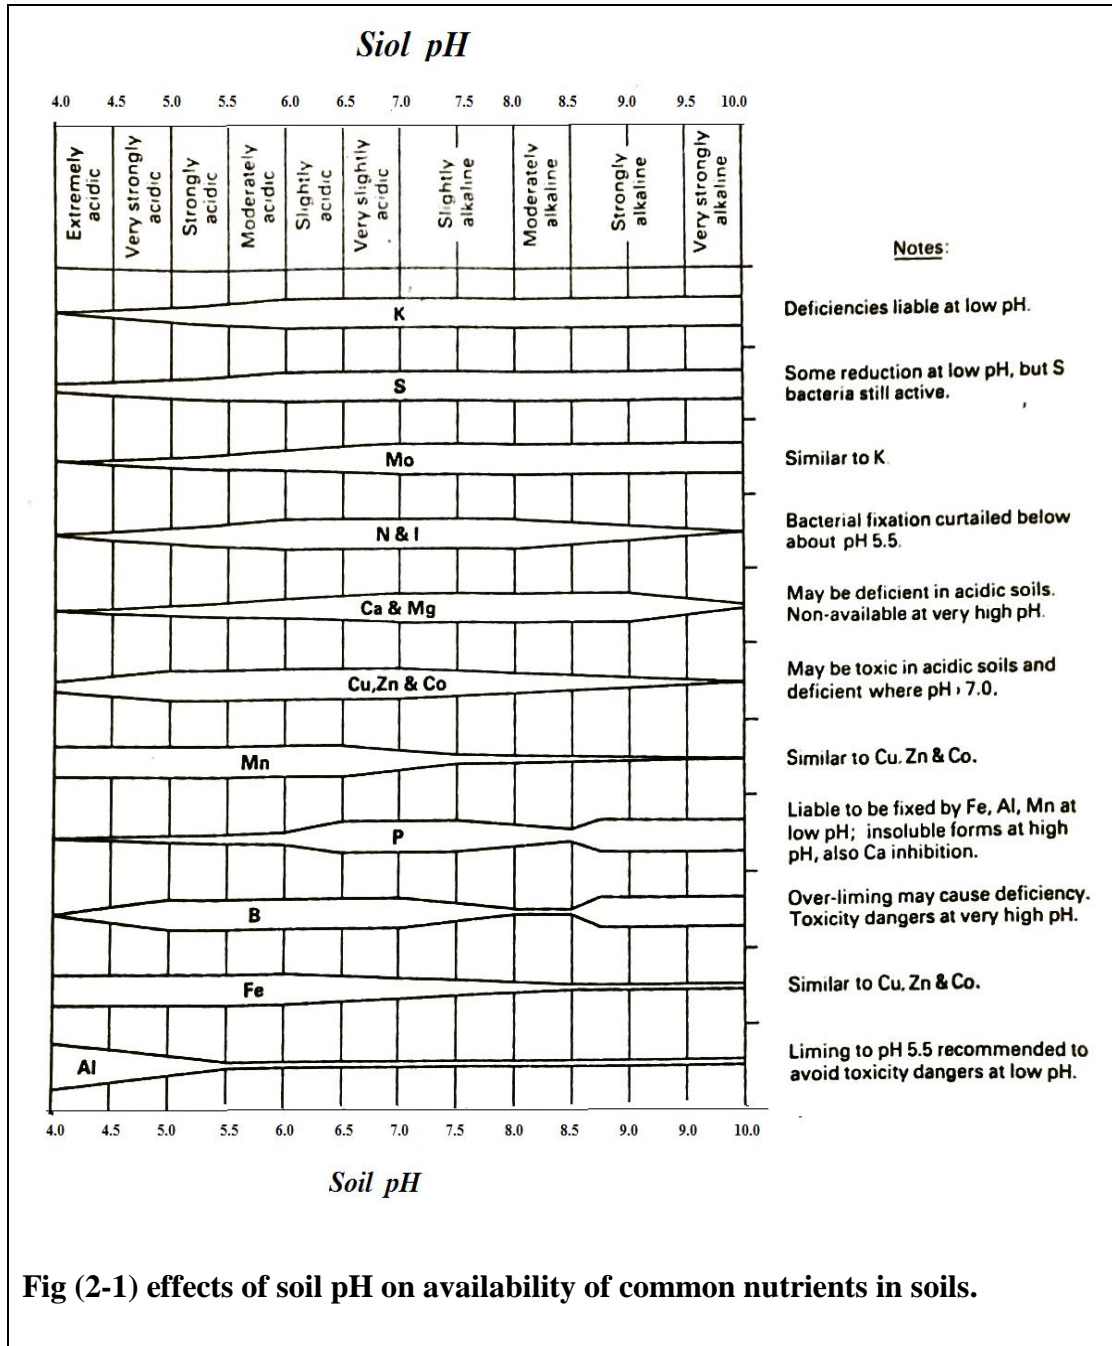 Siol pH
4.0 4.5 5.0 5.5 6.0 6.5 7.0 7.5 8.0 8.5 9.0 9.5 10.0
Extremely
acidic
Very strongly
acidic
Strongly
acidic
Moderately
acidic
Slightly
acidic
Very slightly
acidic
Slightly
alkaline
Moderately
alkaline
Strongly
alkaline
Very strongly
alkaline
Notes:
K
Deficiencies liable at low pH.
S
Some reduction at low pH, but S
bacteria still active.
Mo
Similar to K.
N & I
Bacterial fixation curtailed below
about pH 5.5.
Ca & Mg
May be deficient in acidic soils.
Non-available at very high pH.
Cu,Zn & Co
May be toxic in acidic soils and
deficient where pH › 7.0.
Mn
Similar to Cu. Zn & Co.
P
Liable to be fixed by Fe, Al, Mn at
low pH; insoluble forms at high
pH, also Ca inhibition.
B
Over-liming may cause deficiency.
Toxicity dangers at very high pH.
Fe
Similar to Cu, Zn & Co.
Al
Liming to pH 5.5 recommended to
avoid toxicity dangers at low pH.
4.0 4.5 5.0 5.5 6.0 6.5 7.0 7.5 8.0 8.5 9.0 9.0 10.0
Soil pH
Fig (2-1) effects of soil pH on availability of common nutrients in soils.